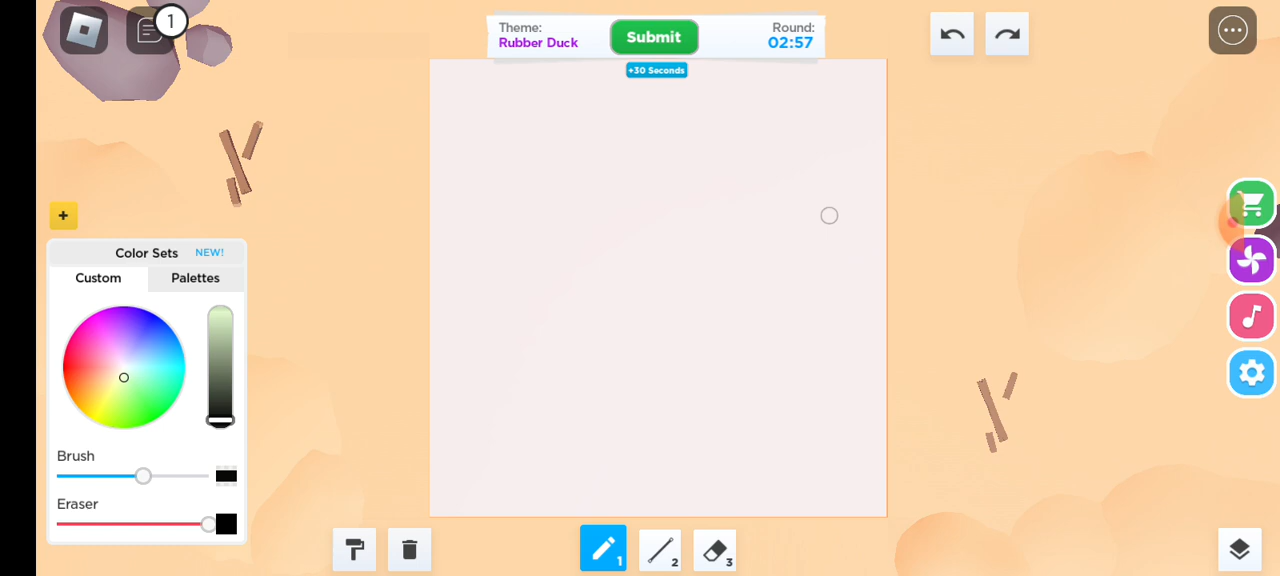 1
Theme:
Rubber Duck
Submit
Round:
02:57
+30 Seconds
+
Color Sets NEW!
Custom Palettes
Brush
Eraser
1
2
3